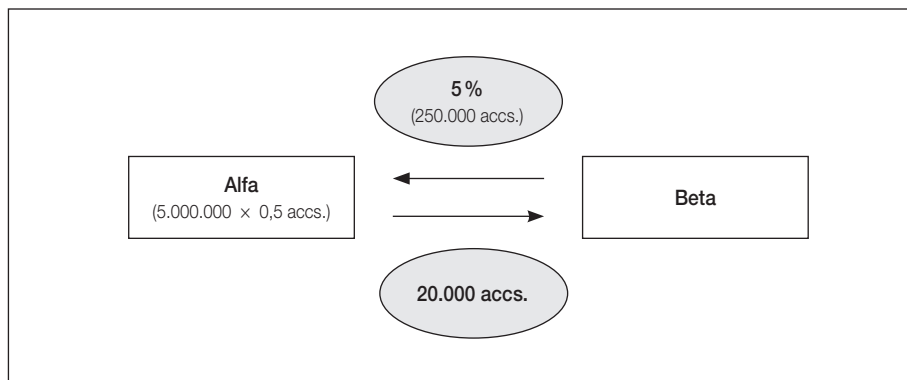 5 %
(250.000 accs.)
Alfa
(5.000.000 × 0,5 accs.)
Beta
20.000 accs.